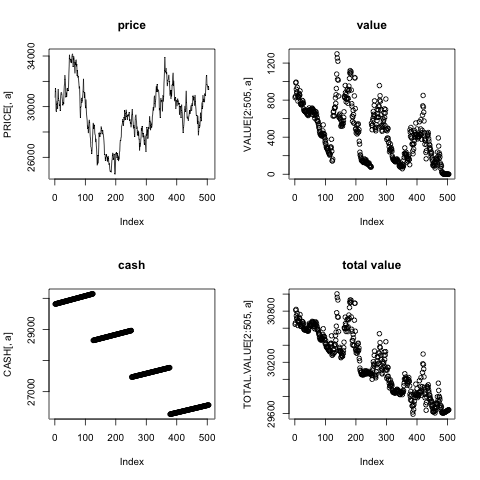 price
PRICE[, a]
26000 30000 34000
0 100 200 300 400 500
Index
value
VALUE[2:505, a]
0 400 800 1200
0 100 200 300 400 500
Index
cash
CASH[, a]
27000 29000
0 100 200 300 400 500
Index
total value
TOTAL.VALUE[2:505, a]
29600 30200 30800
0 100 200 300 400 500
Index